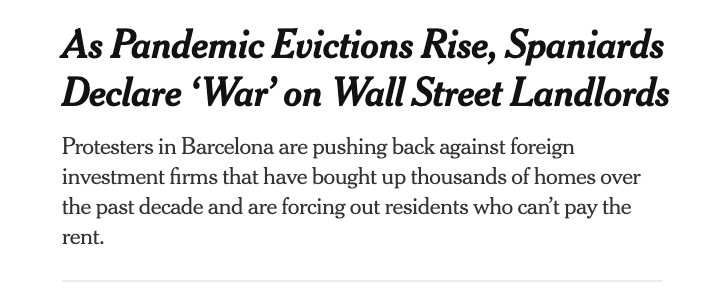 As Pandemic Evictions Rise, Spaniards
Declare ‘War’ on Wall Street Landlords
Protesters in Barcelona are pushing back against foreign
investment firms that have bought up thousands of homes over
the past decade and are forcing out residents who can’t pay the
rent.